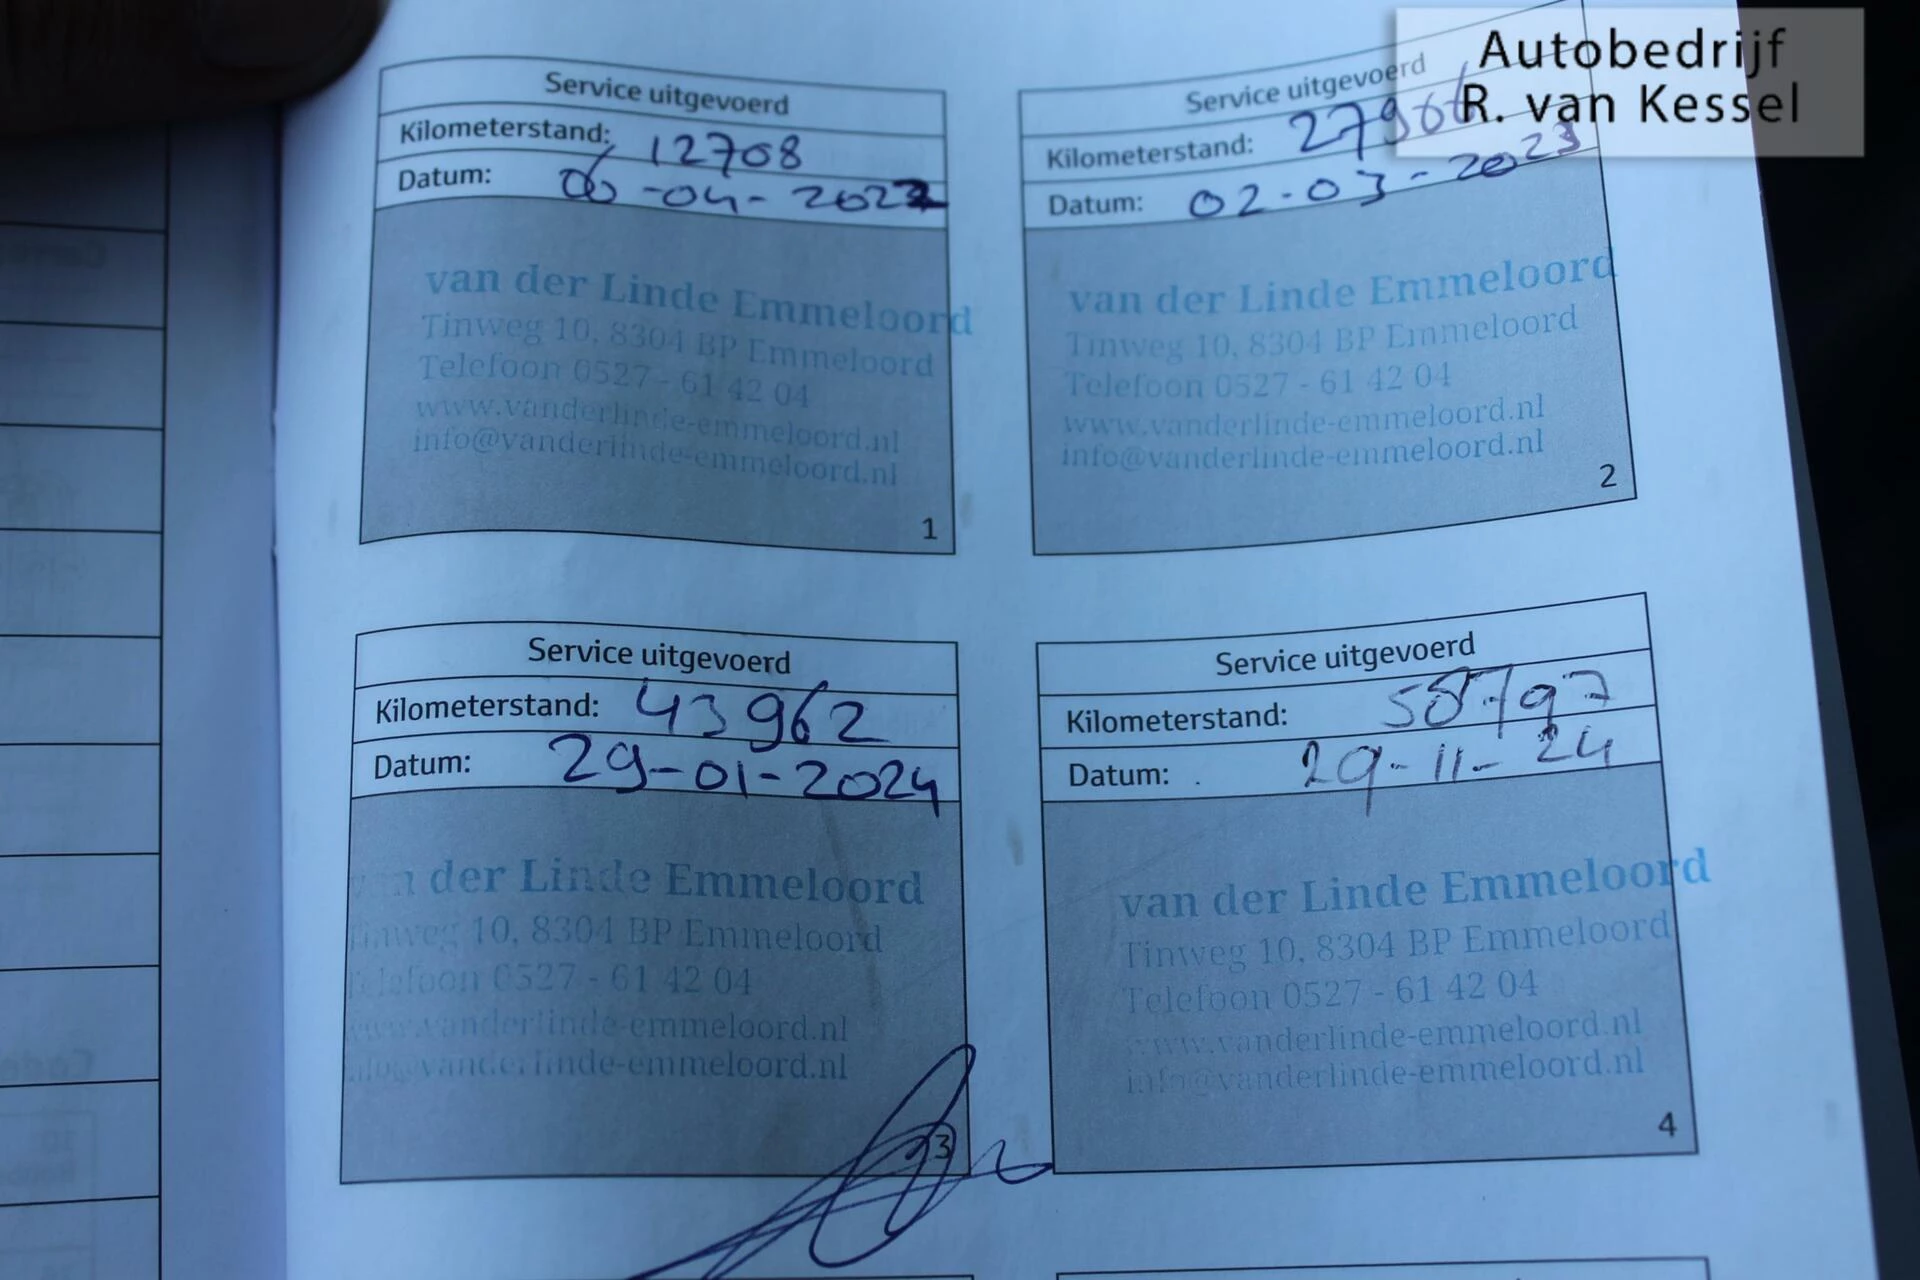 Autobedrijf
R. van Kessel
Service uitgevoerd
Kilometerstand: 12708
Datum: 06-04-2022
van der Linde Emmeloord
Tinweg 10, 8304 BP Emmeloord
Telefoon 0527 - 61 42 04
www.vanderlinde-emmeloord.nl
info@vanderlinde-emmeloord.nl
1
Service uitgevoerd
Kilometerstand: 27966
Datum: 02-03-2023
van der Linde Emmeloord
Tinweg 10, 8304 BP Emmeloord
Telefoon 0527 - 61 42 04
www.vanderlinde-emmeloord.nl
info@vanderlinde-emmeloord.nl
2
Service uitgevoerd
Kilometerstand: 43962
Datum: 29-01-2024
van der Linde Emmeloord
Tinweg 10, 8304 BP Emmeloord
Telefoon 0527 - 61 42 04
www.vanderlinde-emmeloord.nl
info@vanderlinde-emmeloord.nl
3
Service uitgevoerd
Kilometerstand: 58797
Datum: 29-11-24
van der Linde Emmeloord
Tinweg 10, 8304 BP Emmeloord
Telefoon 0527 - 61 42 04
www.vanderlinde-emmeloord.nl
info@vanderlinde-emmeloord.nl
4